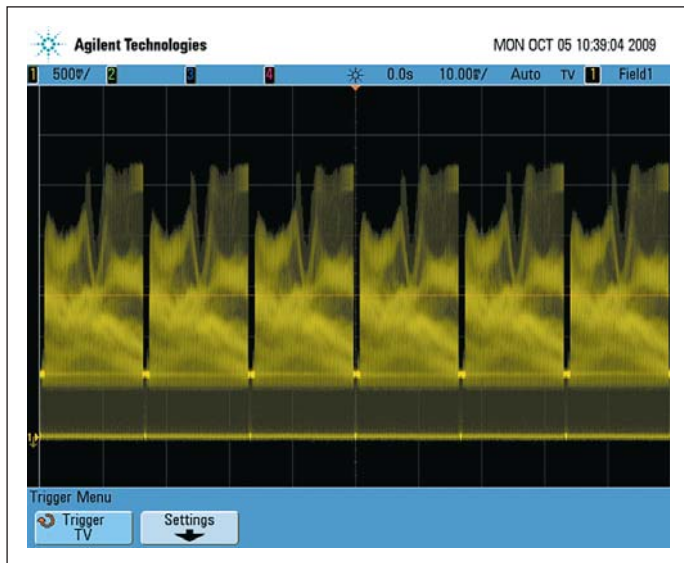 Agilent Technologies MON OCT 05 10:39:04 2009
1 500mV/ 2 3 4 0.0s 10.00ms/ Auto TV 1 Field1
Trigger Menu
Trigger Settings
TV